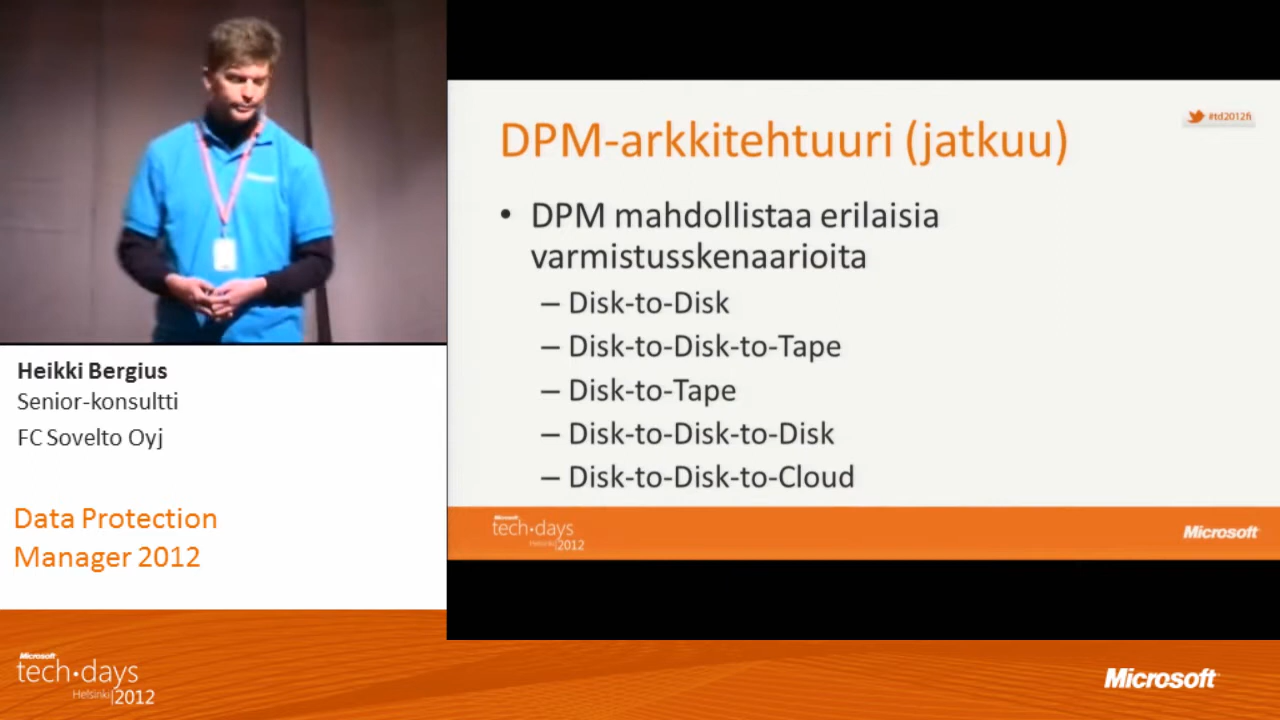 Heikki Bergius
Senior-konsultti
FC Sovelto Oyj
Data Protection
Manager 2012
Microsoft
tech·days
Helsinki|2012
DPM-arkkitehtuuri (jatkuu)
#td2012fi
• DPM mahdollistaa erilaisia
varmistusskenaarioita
– Disk-to-Disk
– Disk-to-Disk-to-Tape
– Disk-to-Tape
– Disk-to-Disk-to-Disk
– Disk-to-Disk-to-Cloud
Microsoft
tech·days
Helsinki|2012
Microsoft
Microsoft